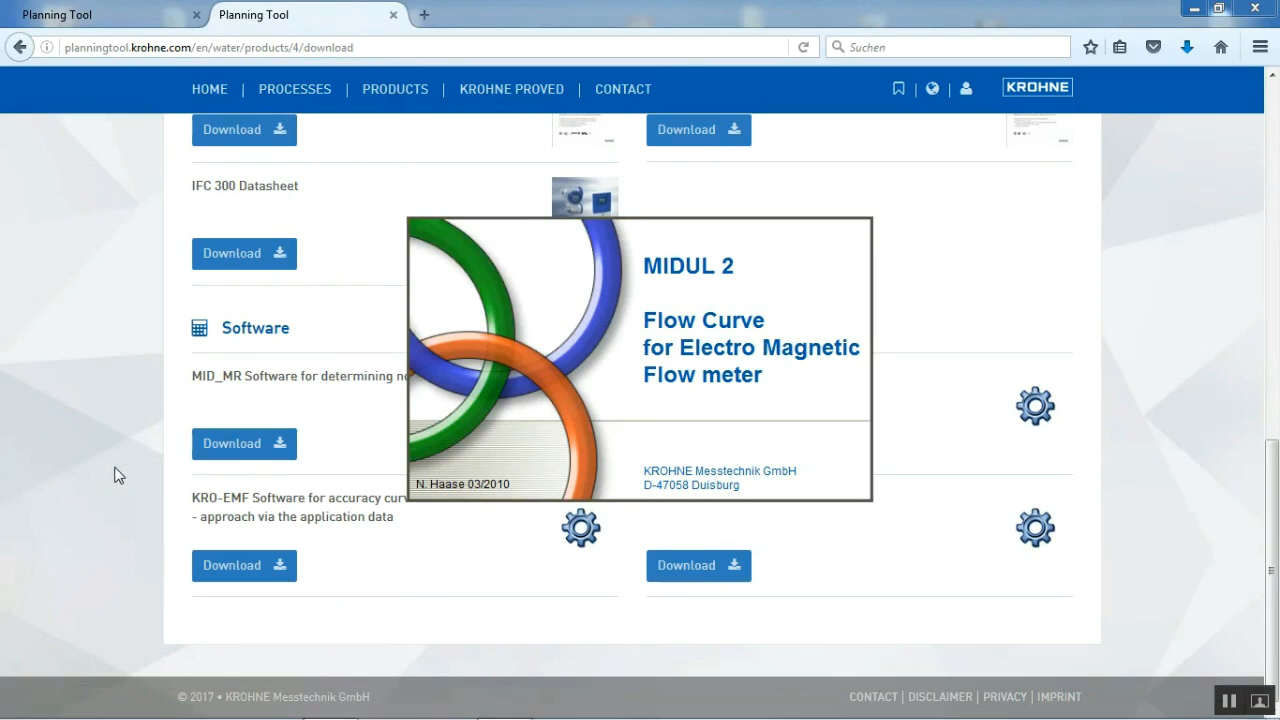 Planning Tool
Planning Tool
planningtool.krohne.com/en/water/products/4/download
Suchen
HOME | PROCESSES | PRODUCTS | KROHNE PROVED | CONTACT
KROHNE
Download
Download
IFC 300 Datasheet
Download
Software
MID_MR Software for determining
Download
KRO-EMF Software for accuracy
- approach via the application data
Download
Download
MIDUL 2
Flow Curve
for Electro Magnetic
Flow meter
KROHNE Messtechnik GmbH
D-47058 Duisburg
N. Haase 03/2010
© 2017 • KROHNE Messtechnik GmbH
CONTACT | DISCLAIMER | PRIVACY | IMPRINT